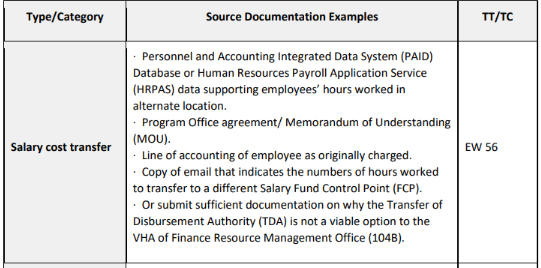 Type/Category Source Documentation Examples TT/TC
· Personnel and Accounting Integrated Data System (PAID)
Database or Human Resources Payroll Application Service
(HRPAS) data supporting employees’ hours worked in
alternate location.
· Program Office agreement/ Memorandum of Understanding
(MOU).
Salary cost transfer · Line of accounting of employee as originally charged. EW 56
· Copy of email that indicates the numbers of hours worked
to transfer to a different Salary Fund Control Point (FCP).
· Or submit sufficient documentation on why the Transfer of
Disbursement Authority (TDA) is not a viable option to the
VHA of Finance Resource Management Office (104B).